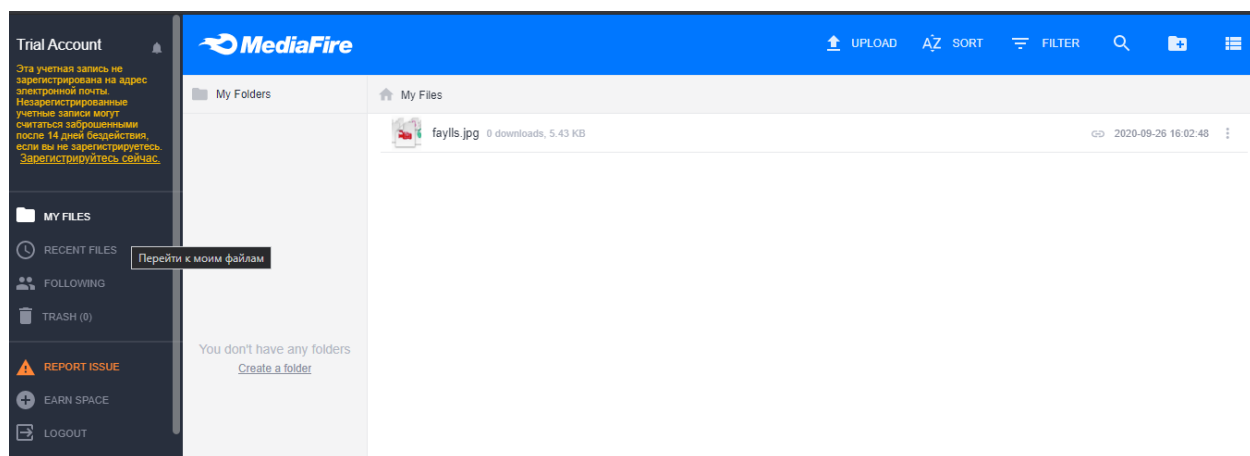 Trial Account
Эта учетная запись не
зарегистрирована на адрес
электронной почты.
Незарегистрированные
учетные записи могут
считаться заброшенными
после 14 дней бездействия,
если вы не зарегистрируетесь.
Зарегистрируйтесь сейчас.
MY FILES
RECENT FILES
Перейти к моим файлам
FOLLOWING
TRASH (0)
REPORT ISSUE
EARN SPACE
LOGOUT
MediaFire
UPLOAD
AZ SORT
FILTER
My Folders
You don't have any folders
Create a folder
My Files
faylls.jpg 0 downloads, 5.43 KB
2020-09-26 16:02:48